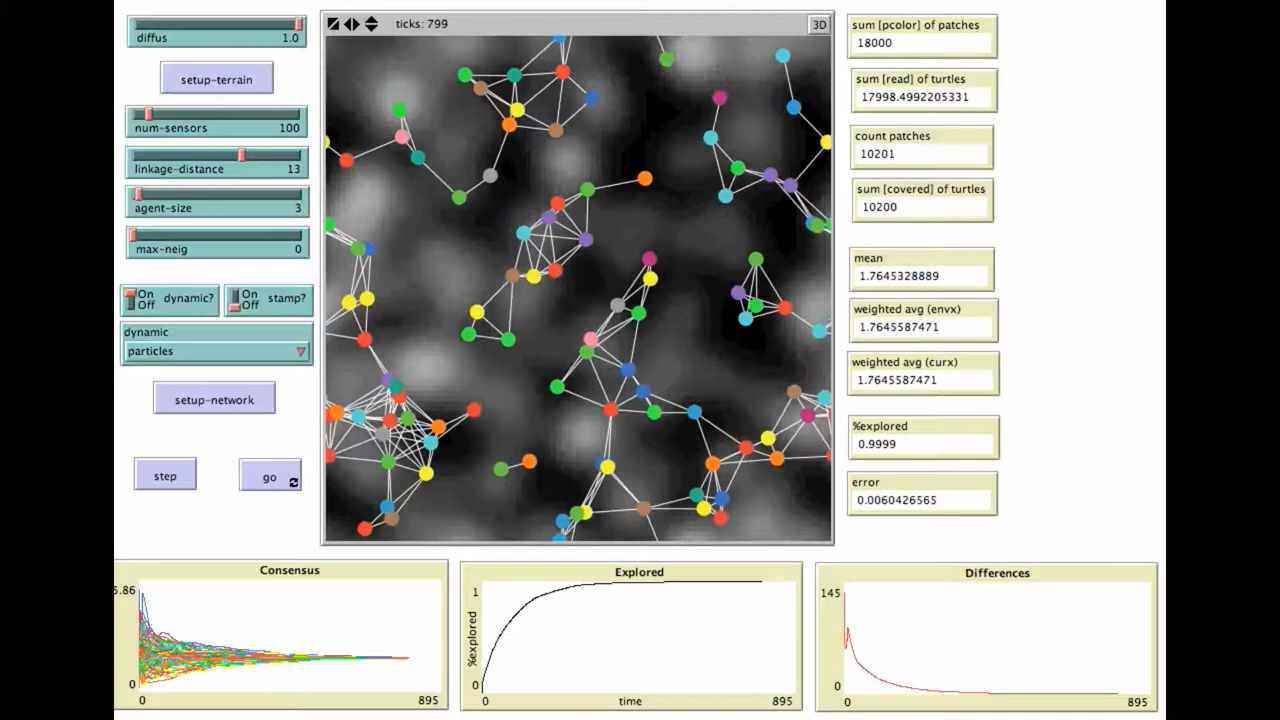 diffus
1.0
setup-terrain
num-sensors
100
linkage-distance
13
agent-size
3
max-neig
0
On
Off
dynamic?
On
Off
stamp?
dynamic
particles
setup-network
step
go
ticks: 799
3D
sum [pcolor] of patches
18000
sum [read] of turtles
17998.4992205331
count patches
10201
sum [covered] of turtles
10200
mean
1.7645328889
weighted avg (envx)
1.7645587471
weighted avg (curx)
1.7645587471
%explored
0.9999
error
0.0060426565
Consensus
5.86
0
0
895
Explored
%explored
1
0
0
time
895
Differences
145
0
0
895